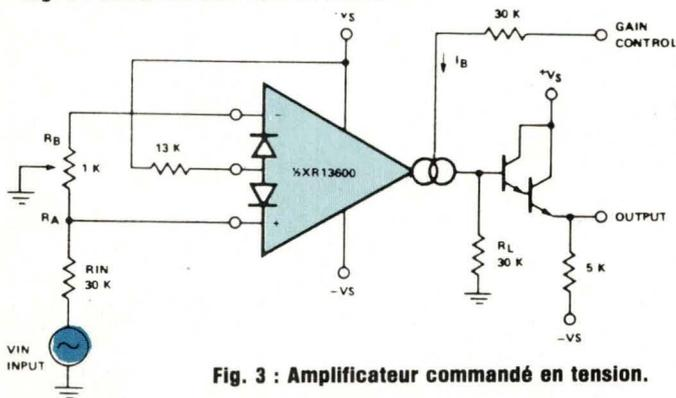 +VS
30 K
GAIN
CONTROL
IB
+VS
RB
1 K
13 K
−
½XR13600
+
RA
OUTPUT
RIN
30 K
RL
30 K
5 K
−VS
−VS
VIN
INPUT
Fig. 3 : Amplificateur commandé en tension.